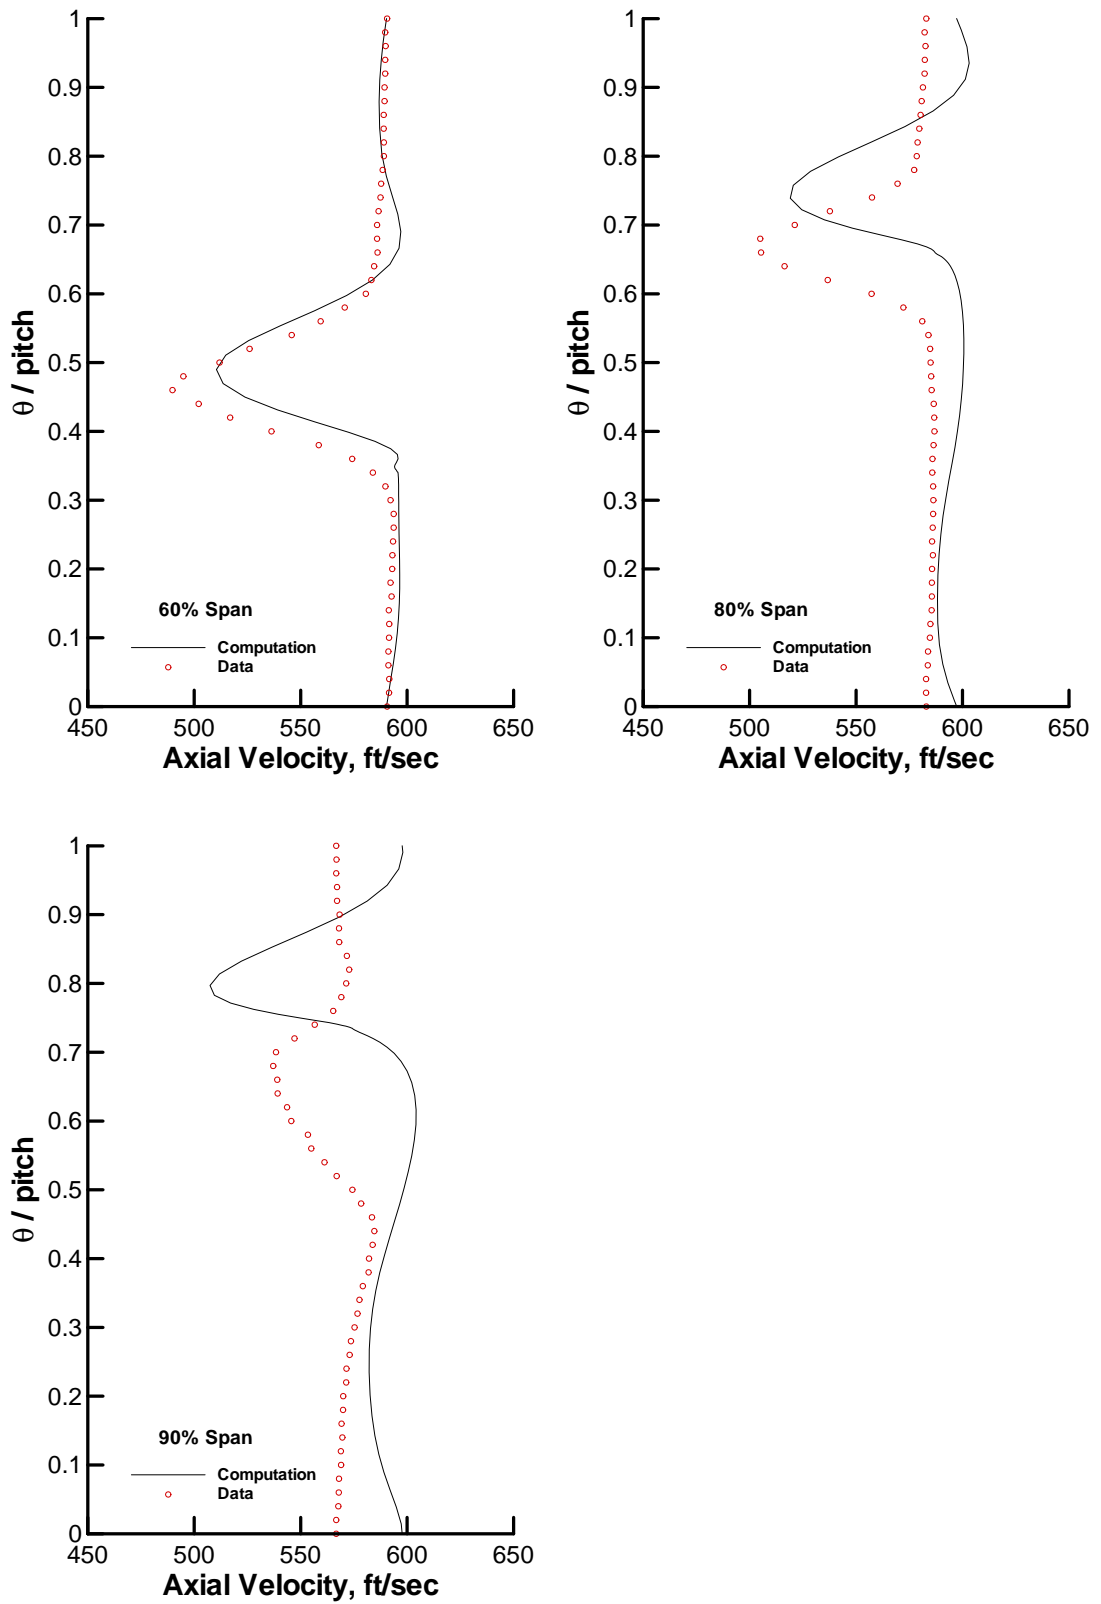 1
0.9
0.8
0.7
0.6
0.5
0.4
0.3
0.2
0.1
0
θ / pitch
60% Span
Computation
Data
450 500 550 600 650
Axial Velocity, ft/sec
1
0.9
0.8
0.7
0.6
0.5
0.4
0.3
0.2
0.1
0
θ / pitch
80% Span
Computation
Data
450 500 550 600 650
Axial Velocity, ft/sec
1
0.9
0.8
0.7
0.6
0.5
0.4
0.3
0.2
0.1
0
θ / pitch
90% Span
Computation
Data
450 500 550 600 650
Axial Velocity, ft/sec